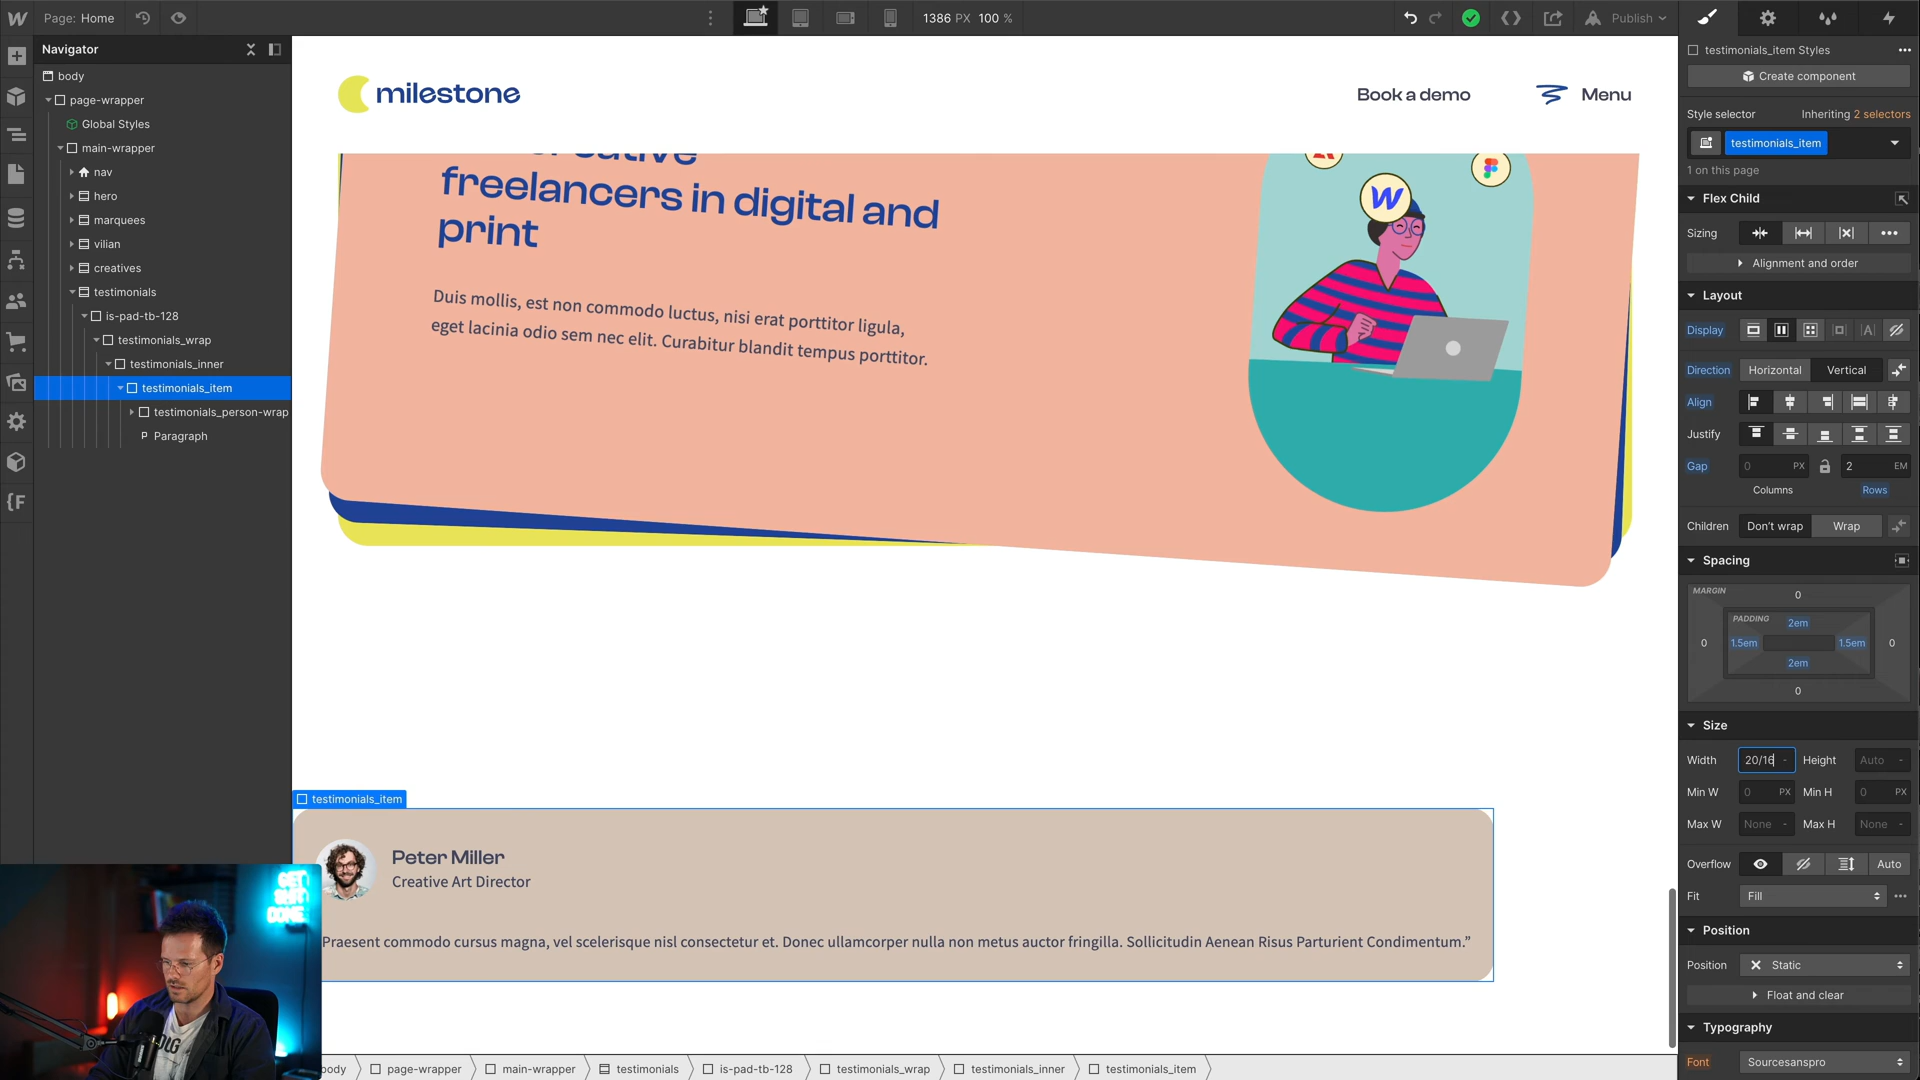 Page: Home
1386 PX 100 %
Publish
Navigator
body
page-wrapper
Global Styles
main-wrapper
nav
hero
marquees
vilian
creatives
testimonials
is-pad-tb-128
testimonials_wrap
testimonials_inner
testimonials_item
testimonials_person-wrap
Paragraph
milestone
Book a demo
Menu
freelancers in digital and
print
Duis mollis, est non commodo luctus, nisi erat porttitor ligula,
eget lacinia odio sem nec elit. Curabitur blandit tempus porttitor.
W
testimonials_item
Peter Miller
Creative Art Director
Praesent commodo cursus magna, vel scelerisque nisl consectetur et. Donec ullamcorper nulla non metus auctor fringilla. Sollicitudin Aenean Risus Parturient Condimentum.”
GET
DONE
body
page-wrapper
main-wrapper
testimonials
is-pad-tb-128
testimonials_wrap
testimonials_inner
testimonials_item
testimonials_item Styles
Create component
Style selector
Inheriting 2 selectors
testimonials_item
1 on this page
Flex Child
Sizing
Alignment and order
Layout
Display
Direction Horizontal Vertical
Align
Justify
Gap 0 PX 2 EM
Columns Rows
Children Don't wrap Wrap
Spacing
MARGIN
0
PADDING
2em
0 1.5em 1.5em 0
2em
0
Size
Width 20/16 - Height Auto -
Min W 0 PX Min H 0 PX
Max W None - Max H None -
Overflow Auto
Fit Fill
Position
Position Static
Float and clear
Typography
Font Sourcesanspro